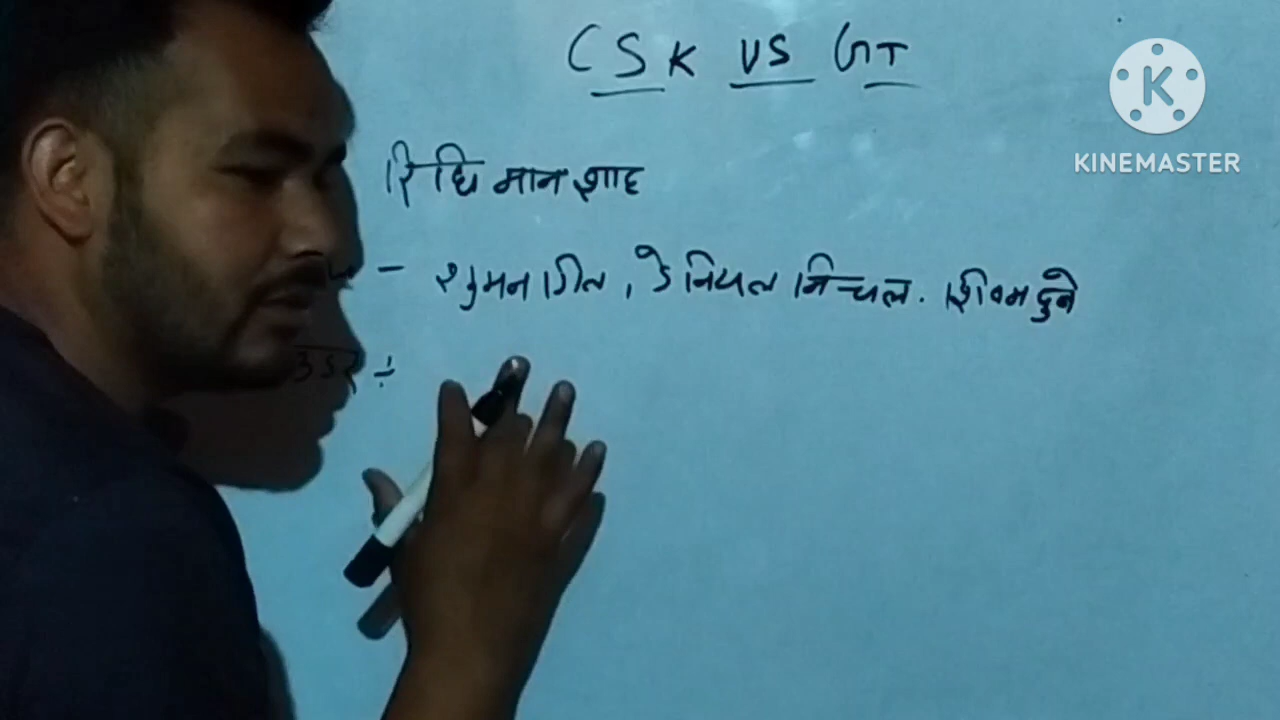 CSK VS GT
K
KINEMASTER
रिधि मान शाह
– शुभमन गिल, डेनियल मिचल. शिवम दुबे
÷